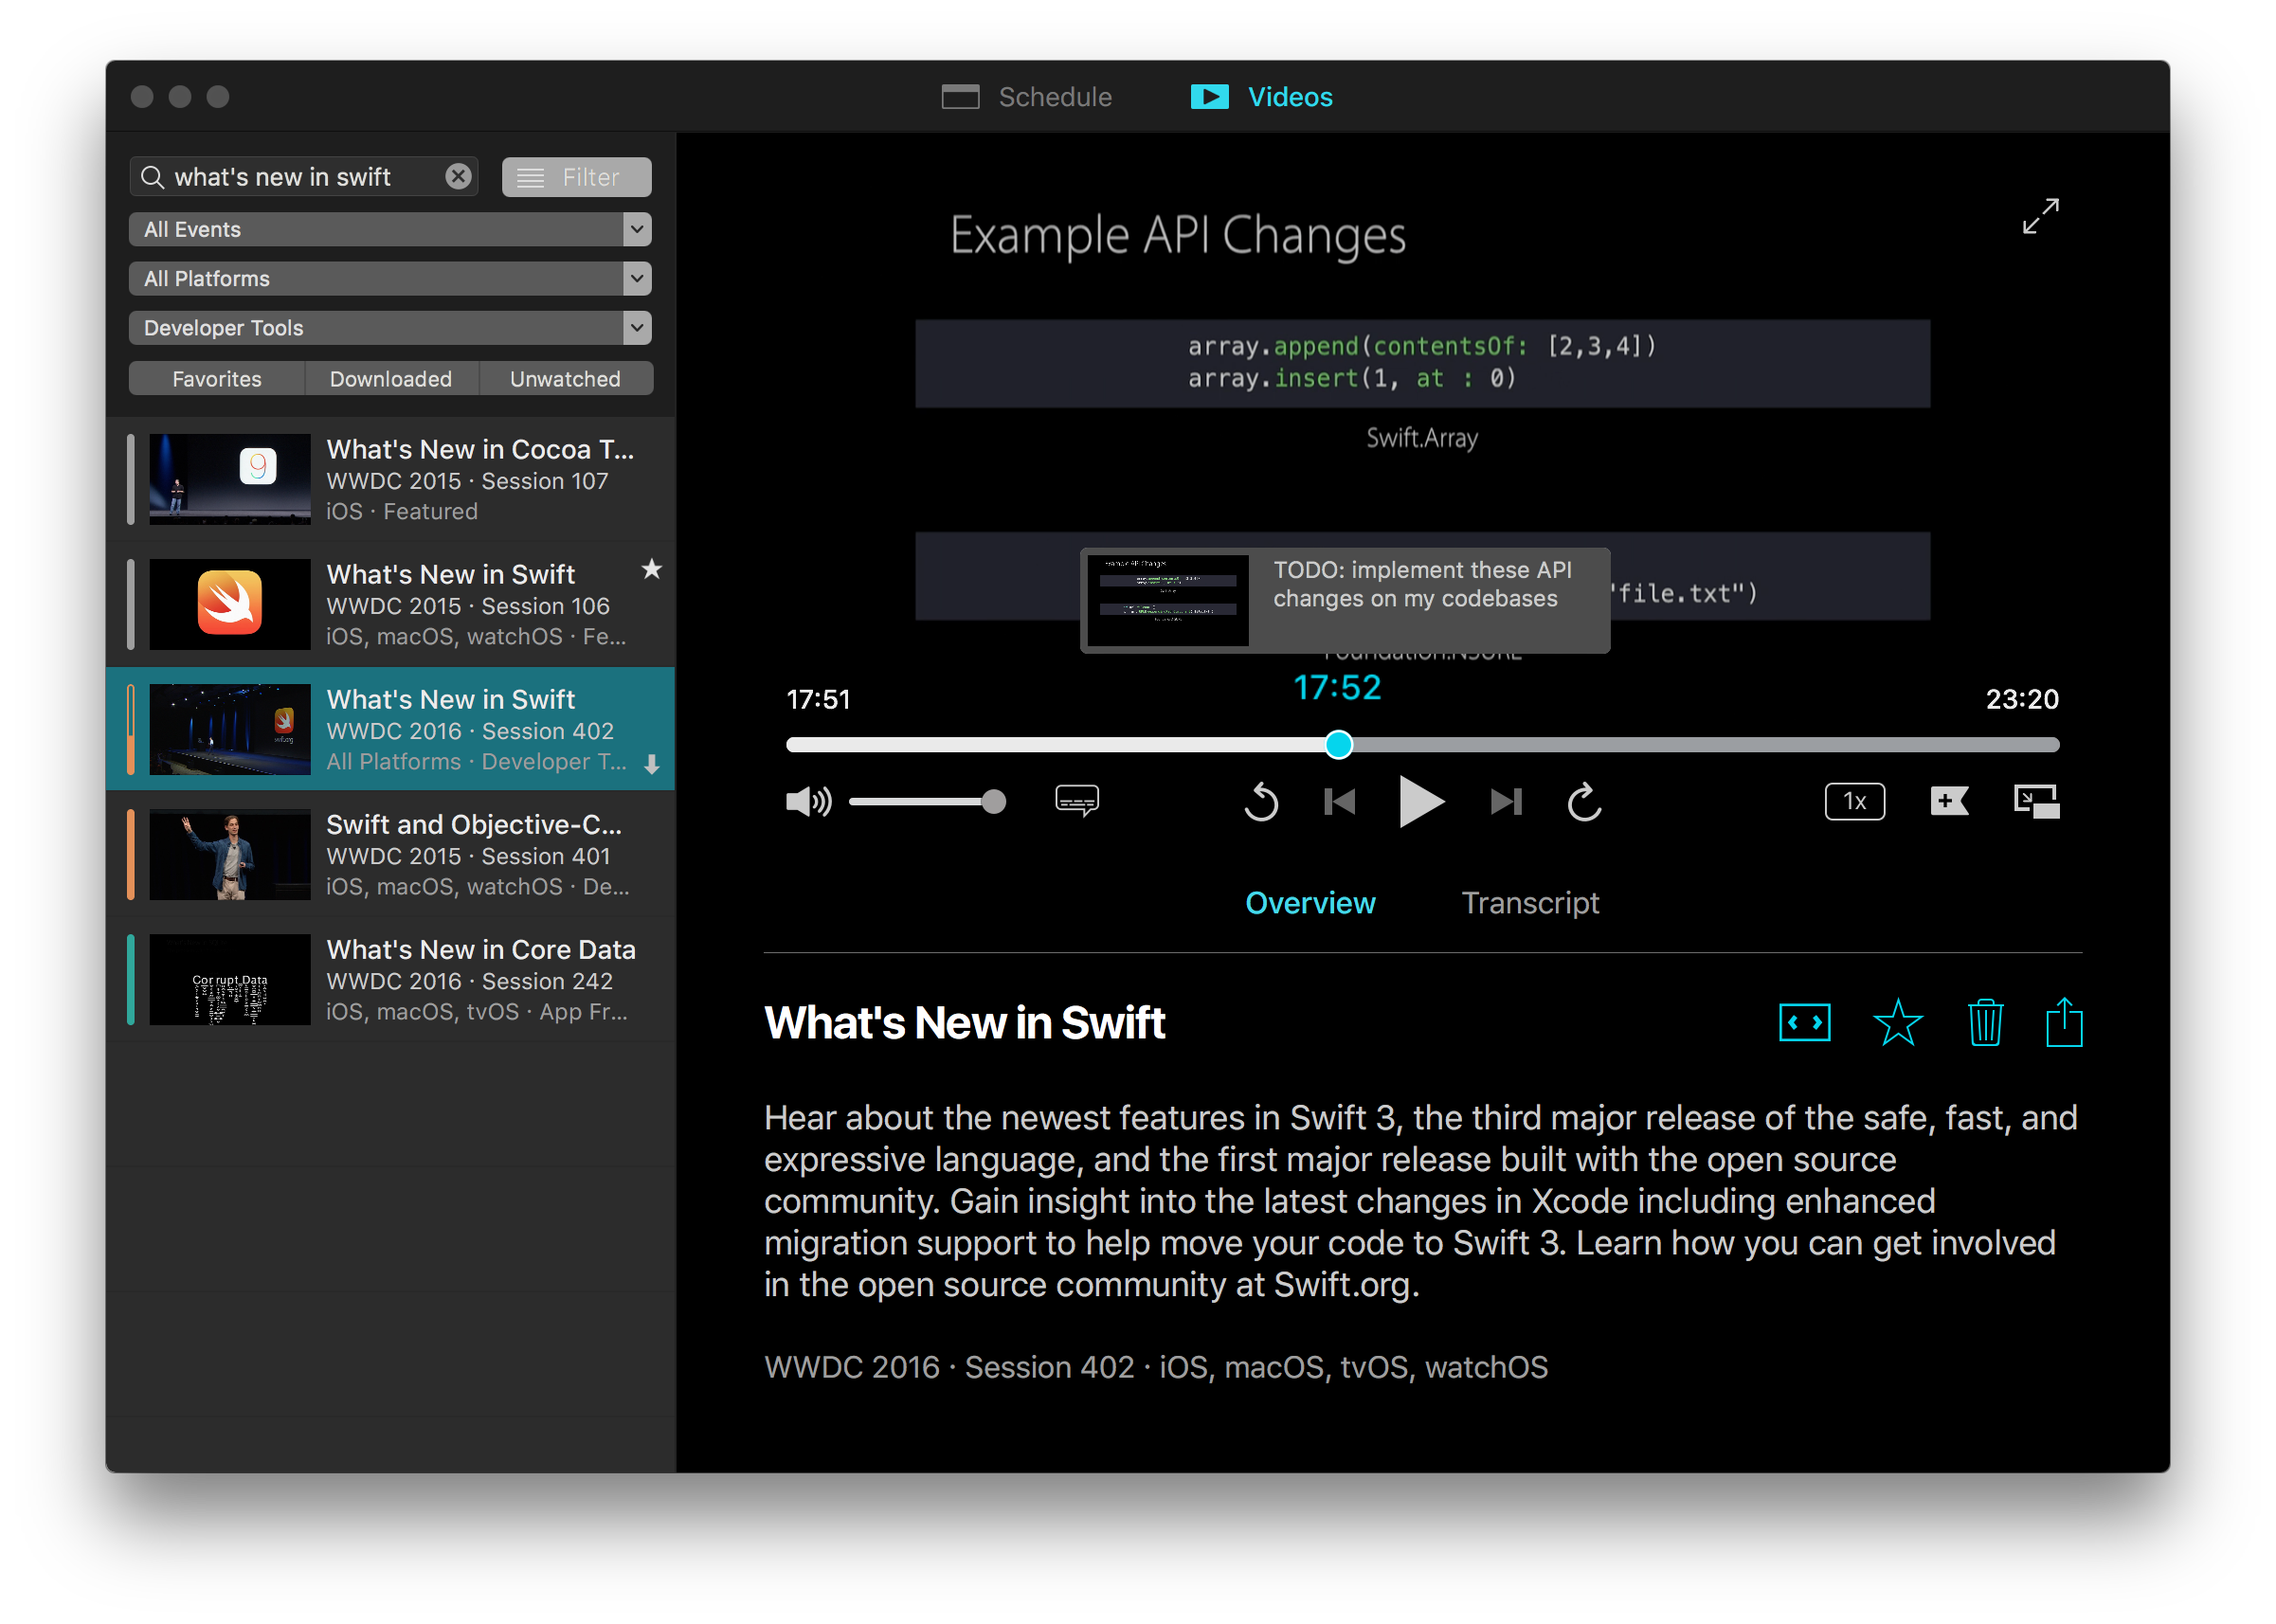 Schedule
Videos
what's new in swift
Filter
All Events
All Platforms
Developer Tools
Favorites
Downloaded
Unwatched
What's New in Cocoa T...
WWDC 2015 · Session 107
iOS · Featured
What's New in Swift
WWDC 2015 · Session 106
iOS, macOS, watchOS · Fe...
What's New in Swift
WWDC 2016 · Session 402
All Platforms · Developer T...
Swift and Objective-C...
WWDC 2015 · Session 401
iOS, macOS, watchOS · De...
Corrupt Data
What's New in Core Data
WWDC 2016 · Session 242
iOS, macOS, tvOS · App Fr...
Example API Changes
array.append(contentsOf: [2,3,4])
array.insert(1, at : 0)
Swift.Array
"file.txt")
Example API Changes
TODO: implement these API
changes on my codebases
Foundation.NSURL
17:51
17:52
23:20
1x
Overview
Transcript
What's New in Swift
Hear about the newest features in Swift 3, the third major release of the safe, fast, and
expressive language, and the first major release built with the open source
community. Gain insight into the latest changes in Xcode including enhanced
migration support to help move your code to Swift 3. Learn how you can get involved
in the open source community at Swift.org.
WWDC 2016 · Session 402 · iOS, macOS, tvOS, watchOS